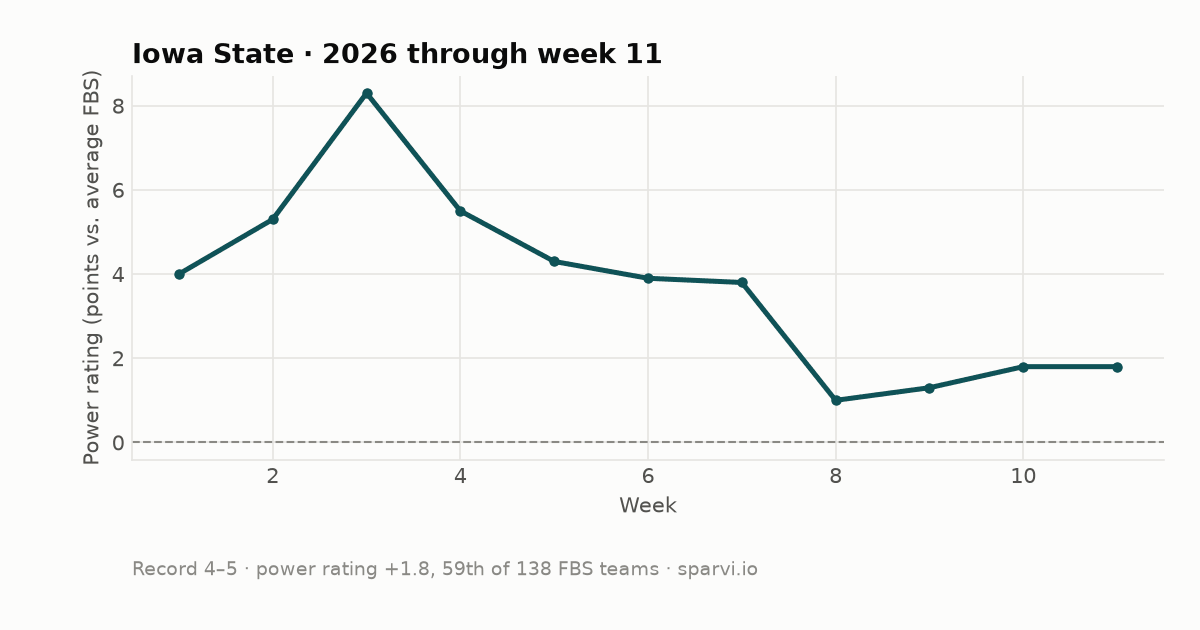 Iowa State · 2026 through week 11
Power rating (points vs. average FBS)
8
6
4
2
0
2 4 6 8 10
Week
Record 4–5 · power rating +1.8, 59th of 138 FBS teams · sparvi.io